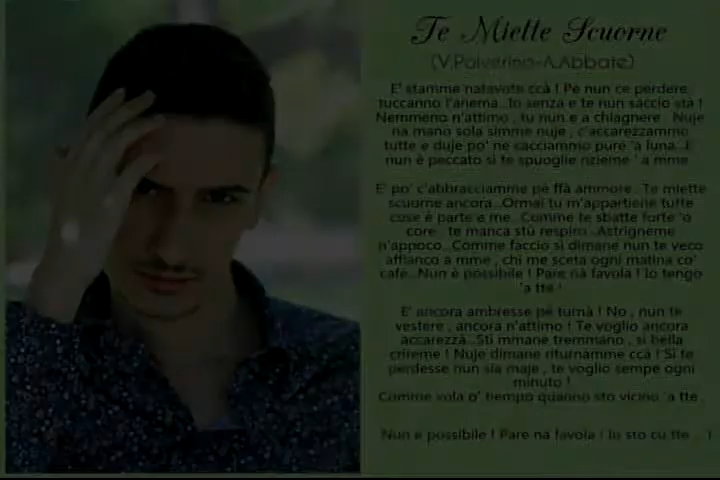 Te Miette Scuorne
(V.Polverino-A.Abbate)
E' stamme natavota ccà ! Pe nun ce perdere
tuccanno l'anema..Io senza e te nun saccio stà !
Nemmeno n'attimo , tu nun e a chiagnere . Nuje
na mano sola simme nuje , c'accarezzammo
tutte e duje po' ne cacciammo pure 'a luna..E
nun è peccato si te spuoglie nzieme ' a mme .
E' po' c'abbracciamme pè ffà ammore..Te miette
scuorne ancora..Ormai tu m'appartiene tutte
cose è parte e me..Comme te sbatte forte 'o
core , te manca stù respiro ..Astrigneme
n'appoco..Comme faccio si dimane nun te veco
affianco a mme , chi me sceta ogni matina co'
cafè..Nun è possibile ! Pare na favola ! Io tengo
'a tte !
E' ancora ambresse pè turnà ! No , nun te
vestere , ancora n'attimo ! Te voglio ancora
accarezzà..Sti mmane tremmano , si bella
crireme ! Nuje dimane riturnamme ccà ! Si te
perdesse nun sia maje , te voglio sempe ogni
minuto !
Comme vola o' tiempo quanno sto vicino 'a tte .
Nun è possibile ! Pare na favola ! Io sto cu tte